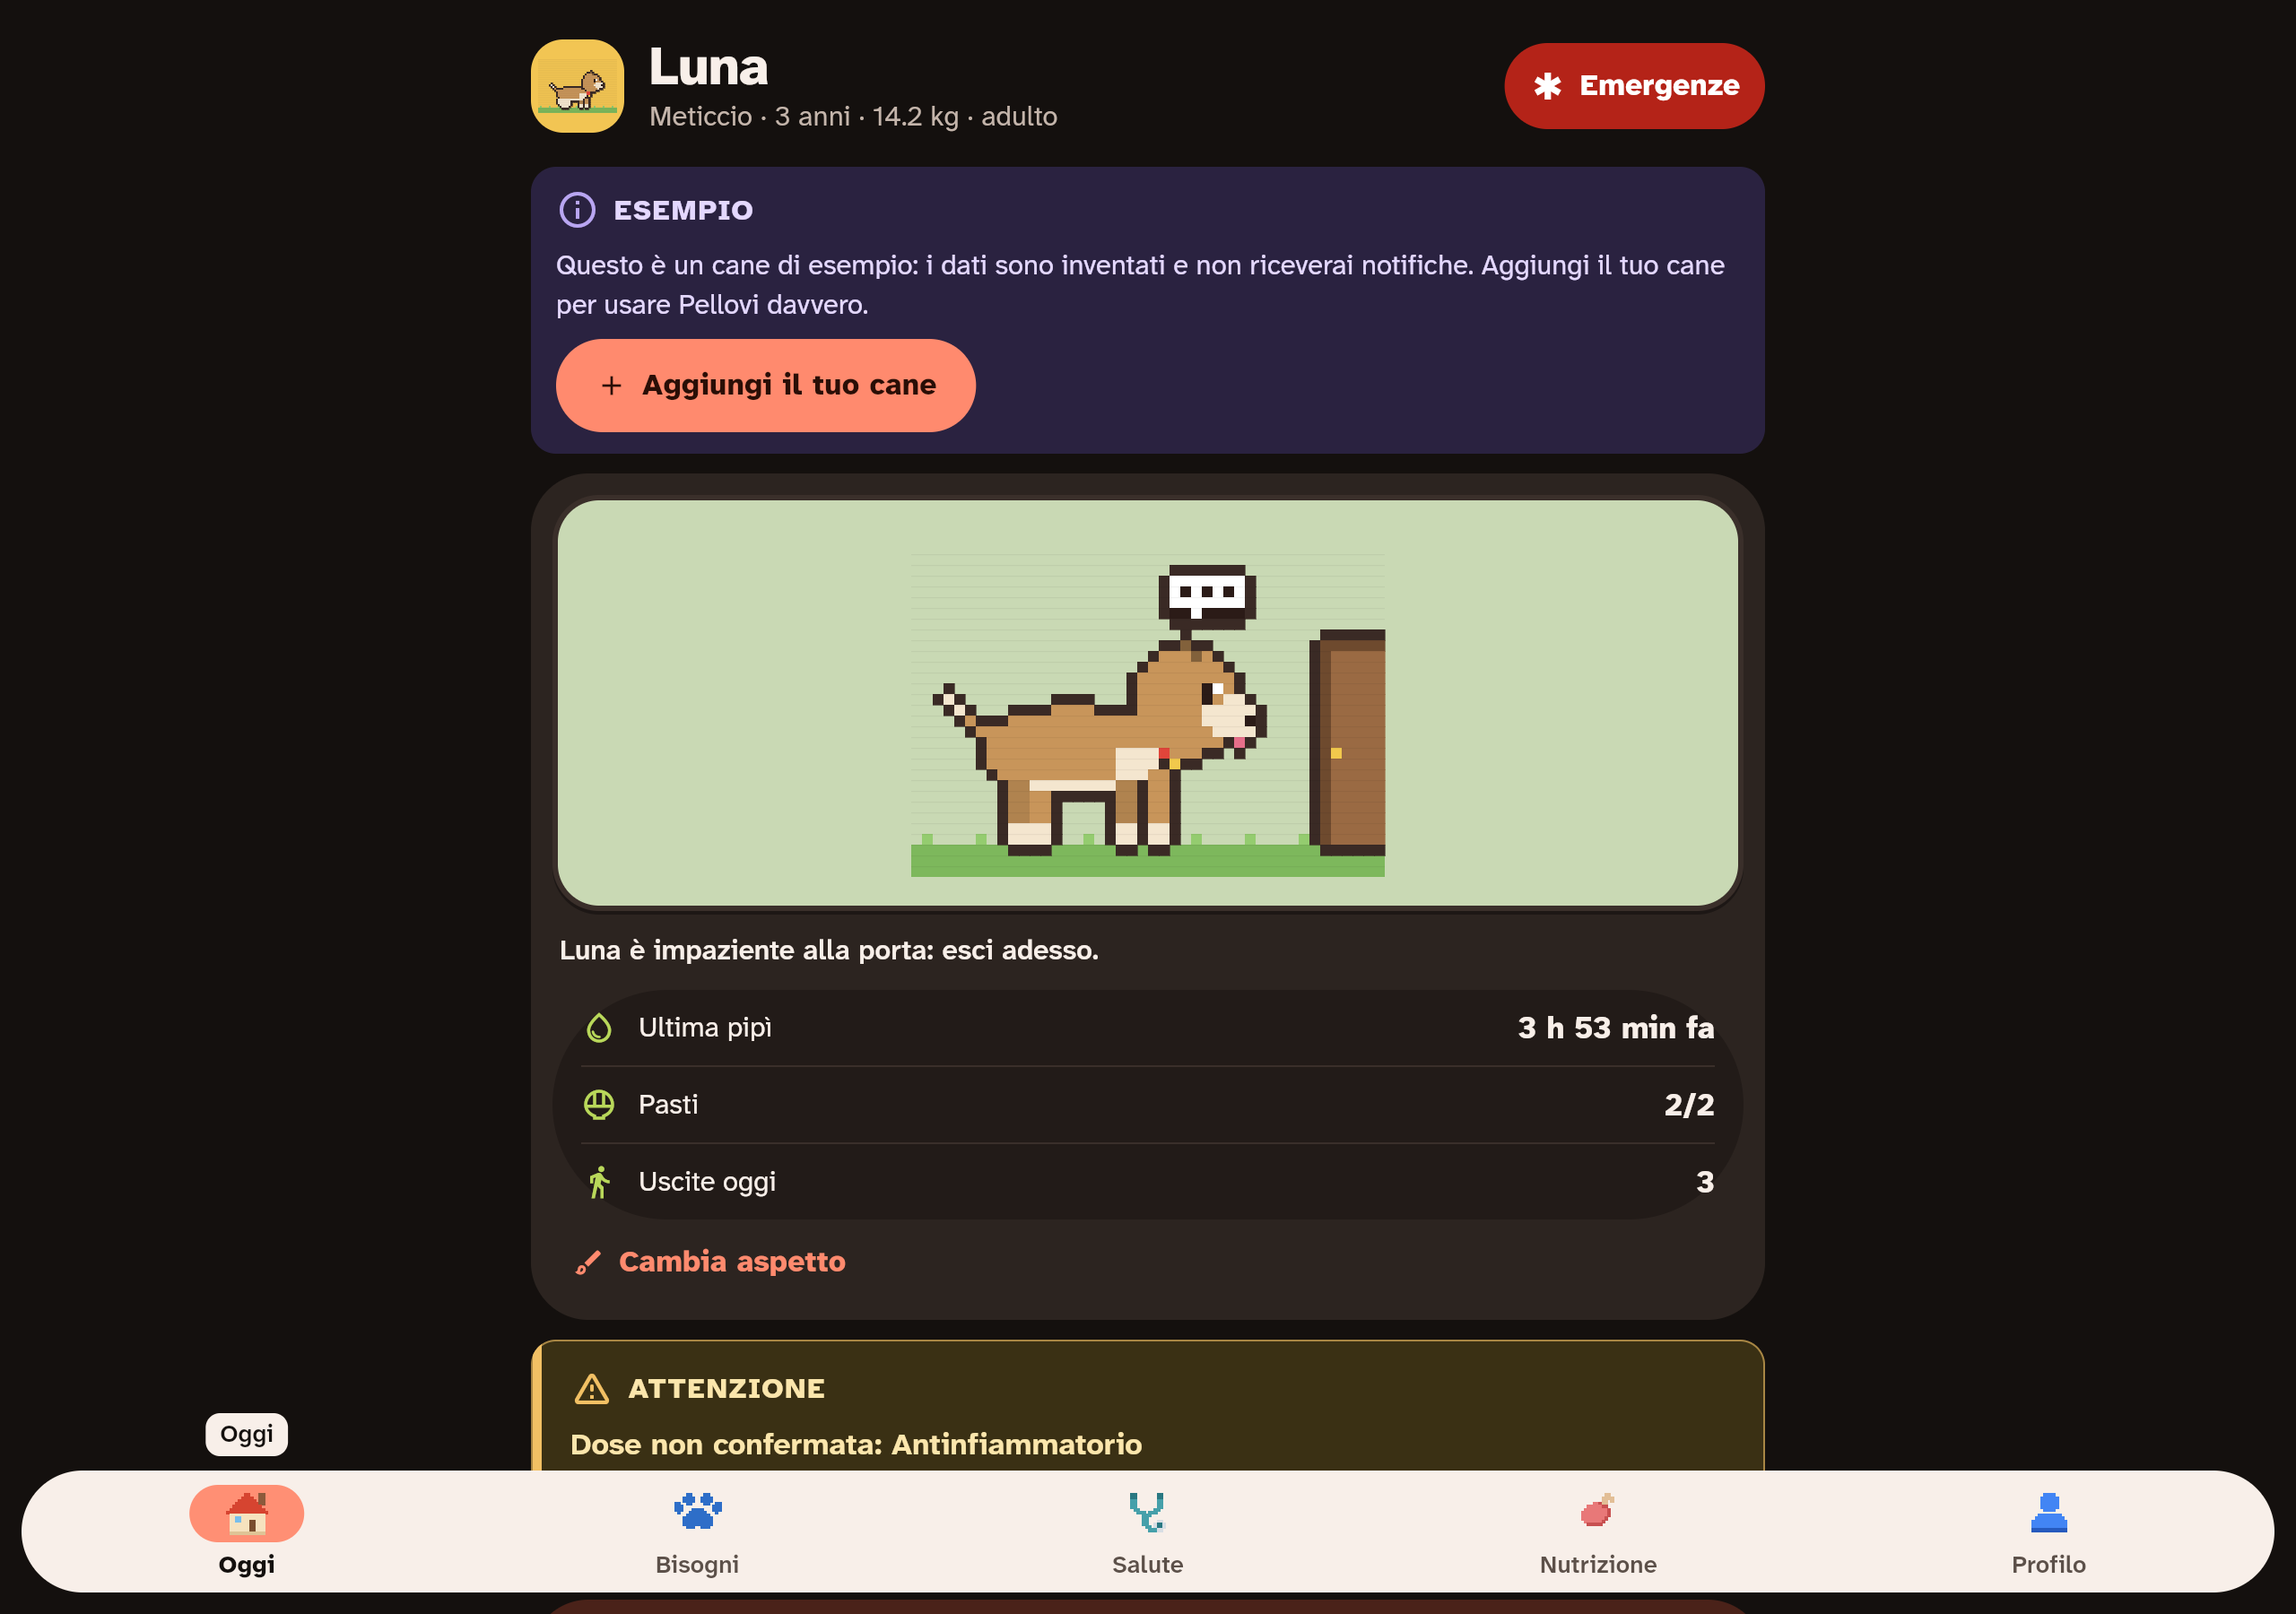 Luna
Meticcio · 3 anni · 14.2 kg · adulto
Emergenze
ESEMPIO
Questo è un cane di esempio: i dati sono inventati e non riceverai notifiche. Aggiungi il tuo cane
per usare Pellovi davvero.
+ Aggiungi il tuo cane
Luna è impaziente alla porta: esci adesso.
Ultima pipì 3 h 53 min fa
Pasti 2/2
Uscite oggi 3
Cambia aspetto
ATTENZIONE
Dose non confermata: Antinfiammatorio
Oggi
Oggi
Bisogni
Salute
Nutrizione
Profilo